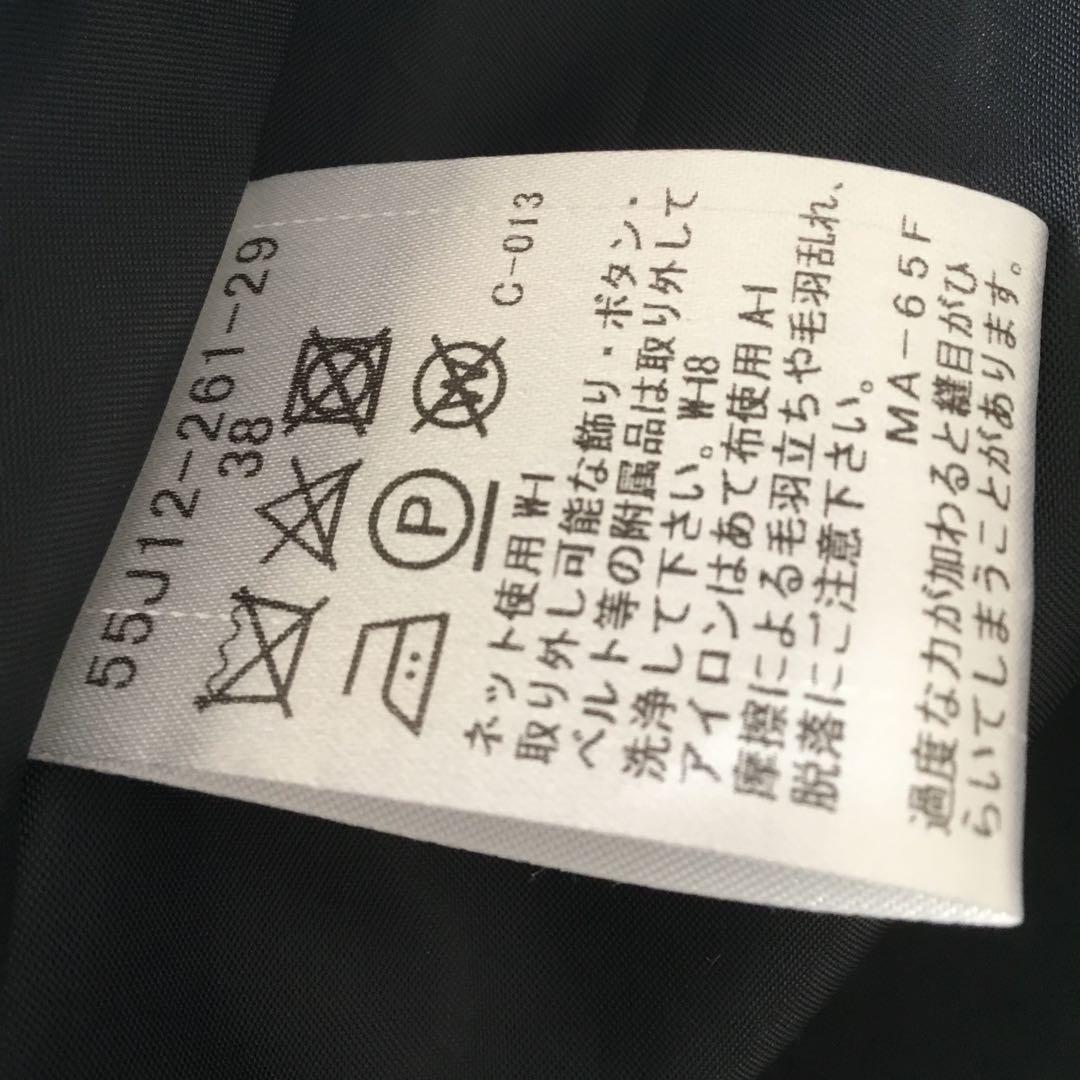 55J12-261-29
38
P
W
C-013
ネット使用 W-1
取り外し可能な飾り・ボタン・
ベルト等の附属品は取り外して
洗浄して下さい。W-18
アイロンはあて布使用 A-1
摩擦による毛羽立ちや毛羽乱れ、
脱落にご注意下さい。
MA-65F
過度な力が加わると縫目がひ
らいてしまうことがあります。